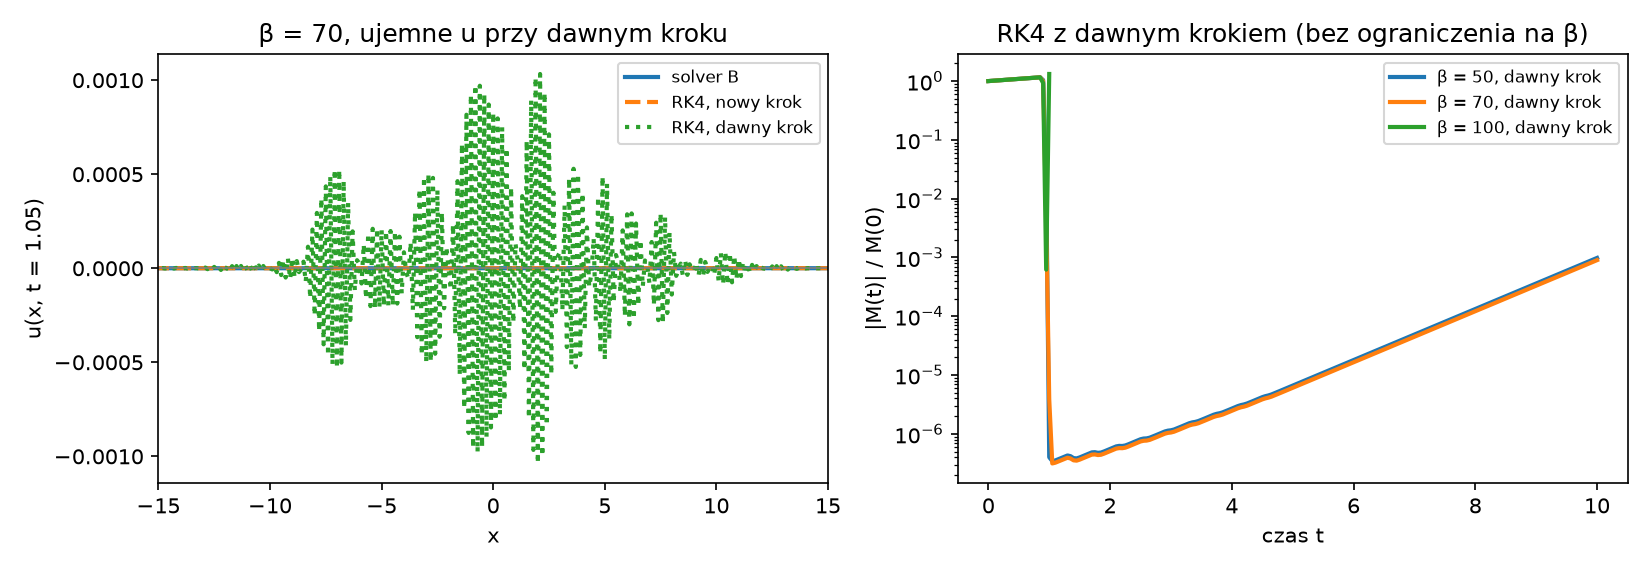 β = 70, ujemne u przy dawnym kroku
u(x, t = 1.05)
0.0010
0.0005
0.0000
−0.0005
−0.0010
solver B
RK4, nowy krok
RK4, dawny krok
−15
−10
−5
0
5
10
15
x
RK4 z dawnym krokiem (bez ograniczenia na β)
|M(t)| / M(0)
10⁰
10⁻¹
10⁻²
10⁻³
10⁻⁴
10⁻⁵
10⁻⁶
β = 50, dawny krok
β = 70, dawny krok
β = 100, dawny krok
0
2
4
6
8
10
czas t